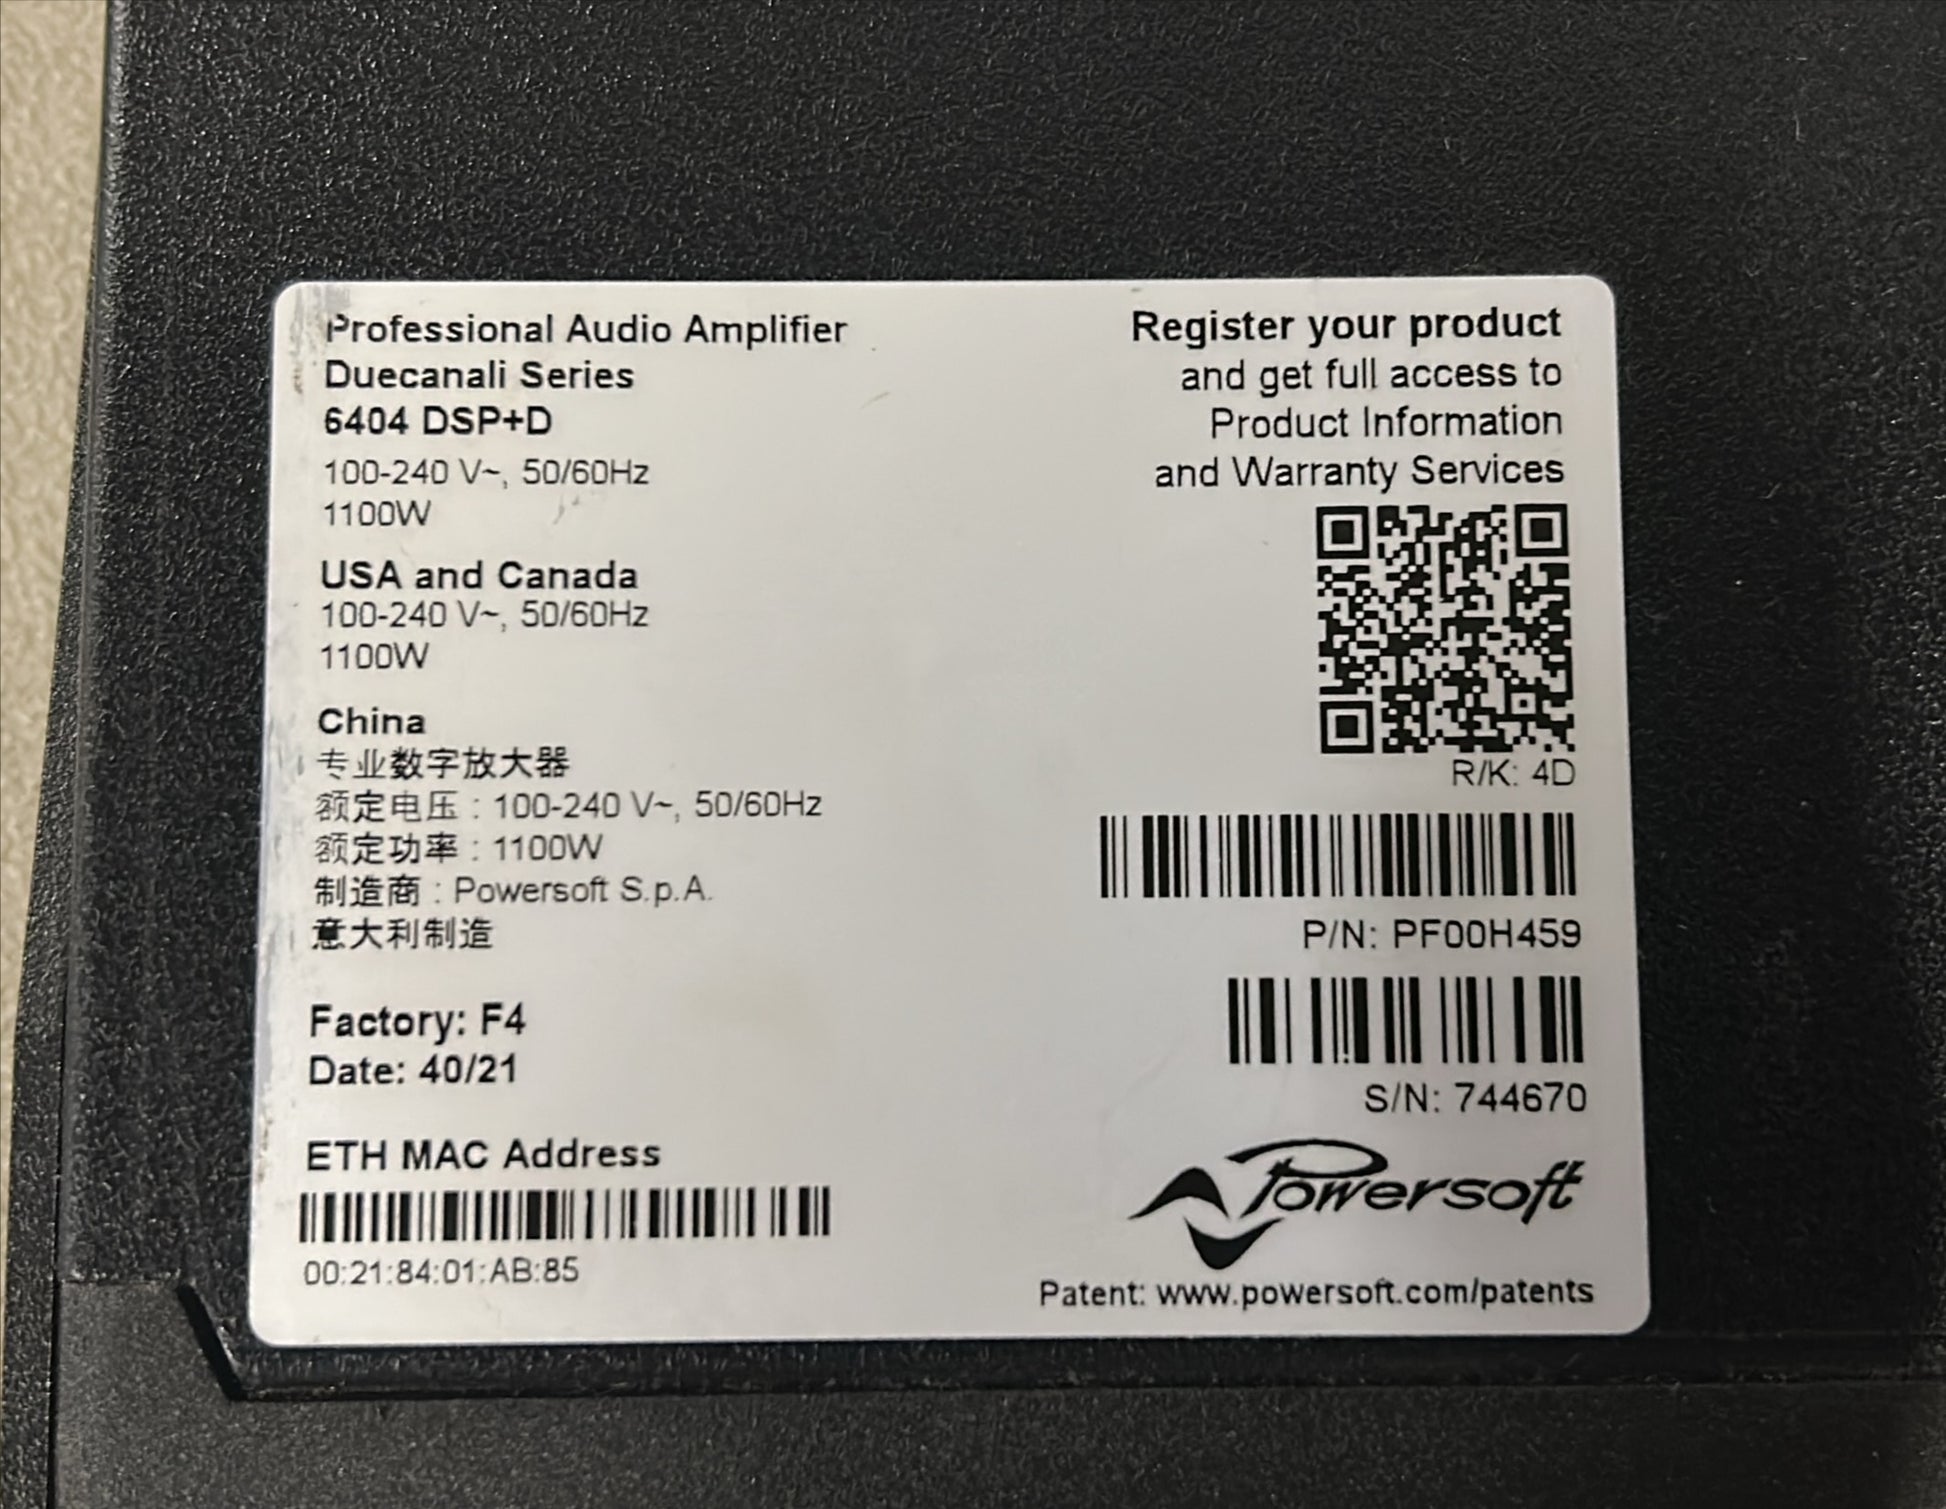 Professional Audio Amplifier
Duecanali Series
6404 DSP+D
100-240 V~, 50/60Hz
1100W
USA and Canada
100-240 V~, 50/60Hz
1100W
China
专业数字放大器
额定电压 : 100-240 V~, 50/60Hz
额定功率 : 1100W
制造商 : Powersoft S.p.A.
意大利制造
Factory: F4
Date: 40/21
ETH MAC Address
00:21:84:01:AB:85
Register your product
and get full access to
Product Information
and Warranty Services
R/K: 4D
P/N: PF00H459
S/N: 744670
Powersoft
Patent: www.powersoft.com/patents